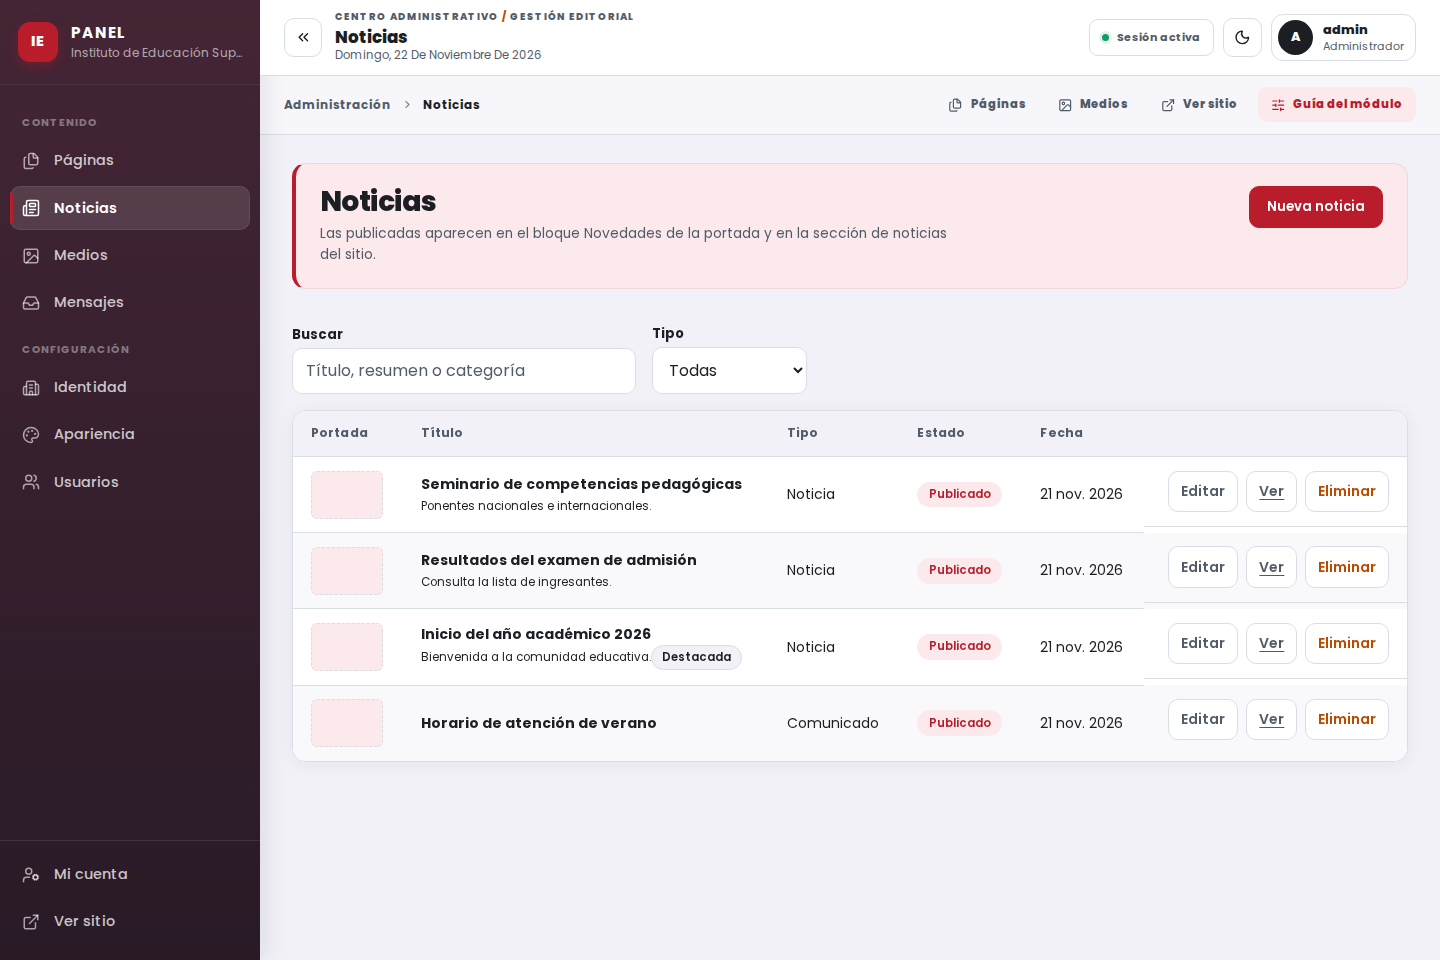 IE
PANEL
Instituto de Educación Sup…
CONTENIDO
Páginas
Noticias
Medios
Mensajes
CONFIGURACIÓN
Identidad
Apariencia
Usuarios
Mi cuenta
Ver sitio
CENTRO ADMINISTRATIVO / GESTIÓN EDITORIAL
Noticias
Domingo, 22 De Noviembre De 2026
Sesión activa
A
admin
Administrador
Administración > Noticias
Páginas
Medios
Ver sitio
Guía del módulo
Noticias
Las publicadas aparecen en el bloque Novedades de la portada y en la sección de noticias
del sitio.
Nueva noticia
Buscar
Título, resumen o categoría
Tipo
Todas
Portada Título Tipo Estado Fecha
Seminario de competencias pedagógicas
Ponentes nacionales e internacionales.
Noticia Publicado 21 nov. 2026 Editar Ver Eliminar
Resultados del examen de admisión
Consulta la lista de ingresantes.
Noticia Publicado 21 nov. 2026 Editar Ver Eliminar
Inicio del año académico 2026
Bienvenida a la comunidad educativa. Destacada
Noticia Publicado 21 nov. 2026 Editar Ver Eliminar
Horario de atención de verano
Comunicado Publicado 21 nov. 2026 Editar Ver Eliminar